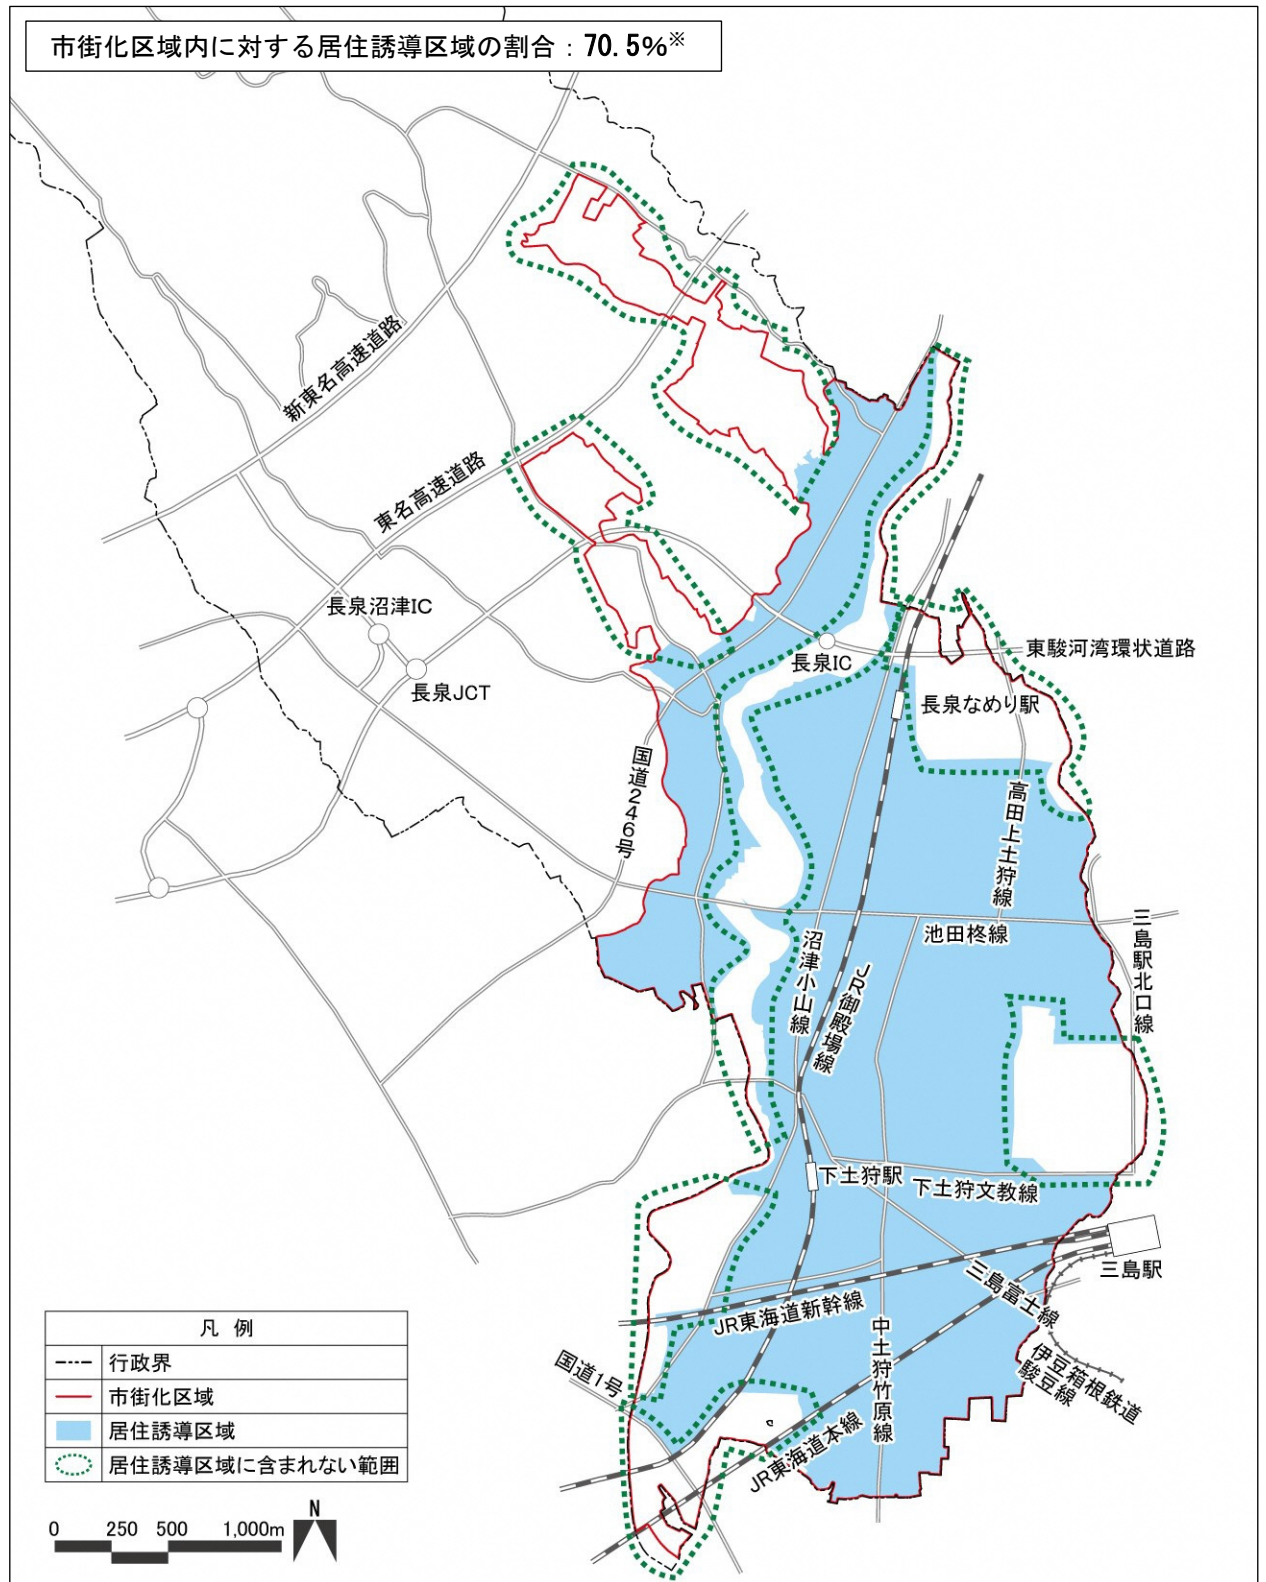 市街化区域内に対する居住誘導区域の割合：70.5%※
新東名高速道路
東名高速道路
長泉沼津IC
長泉JCT
長泉IC
東駿河湾環状道路
長泉なめり駅
国道246号
高田上土狩線
池田柊線
三島駅北口線
沼津小山線
JR御殿場線
下土狩駅
下土狩文教線
三島駅
三島富士線
JR東海道新幹線
中土狩竹原線
伊豆箱根鉄道
駿豆線
国道1号
JR東海道本線
凡 例
行政界
市街化区域
居住誘導区域
居住誘導区域に含まれない範囲
0 250 500 1,000m
N